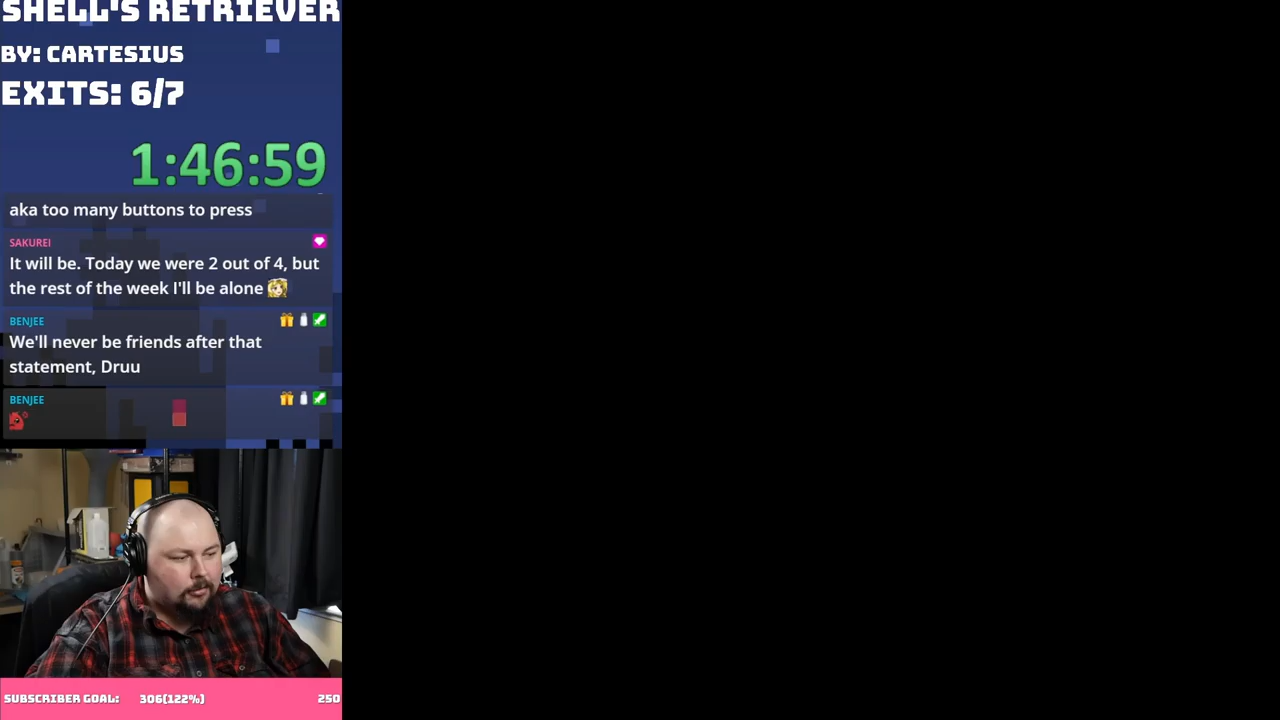 SHELL'S RETRIEVER
BY: CARTESIUS
EXITS: 6/7
1:46:59
aka too many buttons to press
SAKUREI
It will be. Today we were 2 out of 4, but
the rest of the week I'll be alone
BENJEE
We'll never be friends after that
statement, Druu
BENJEE
SUBSCRIBER GOAL: 306(122%) 250